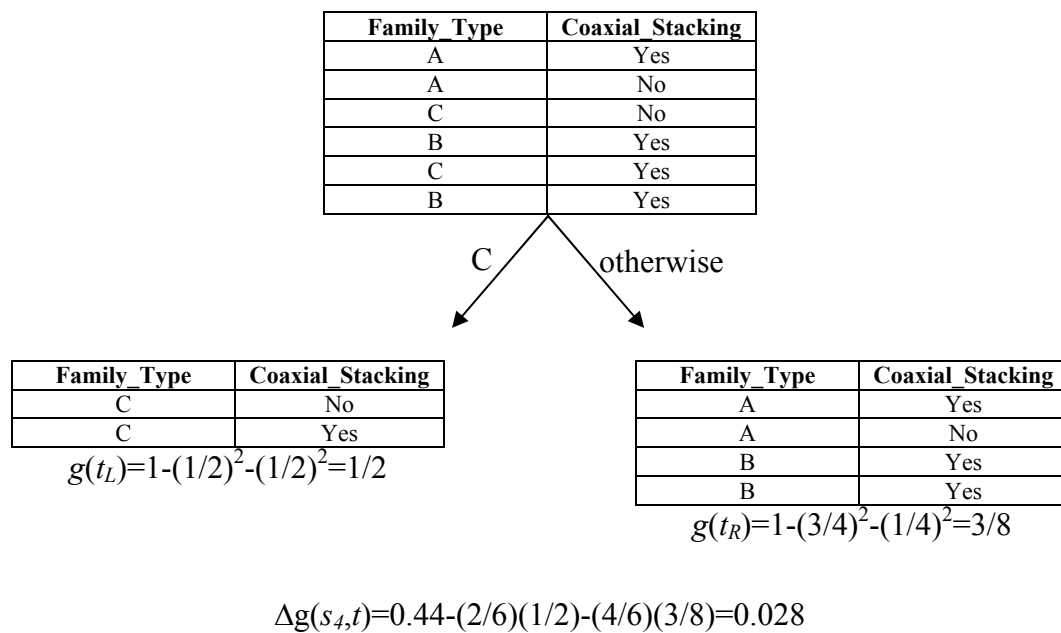 Family_Type Coaxial_Stacking
A Yes
A No
C No
B Yes
C Yes
B Yes
C otherwise
Family_Type Coaxial_Stacking
C No
C Yes
g(t_L)=1-(1/2)²-(1/2)²=1/2
Family_Type Coaxial_Stacking
A Yes
A No
B Yes
B Yes
g(t_R)=1-(3/4)²-(1/4)²=3/8
Δg(s₄,t)=0.44-(2/6)(1/2)-(4/6)(3/8)=0.028